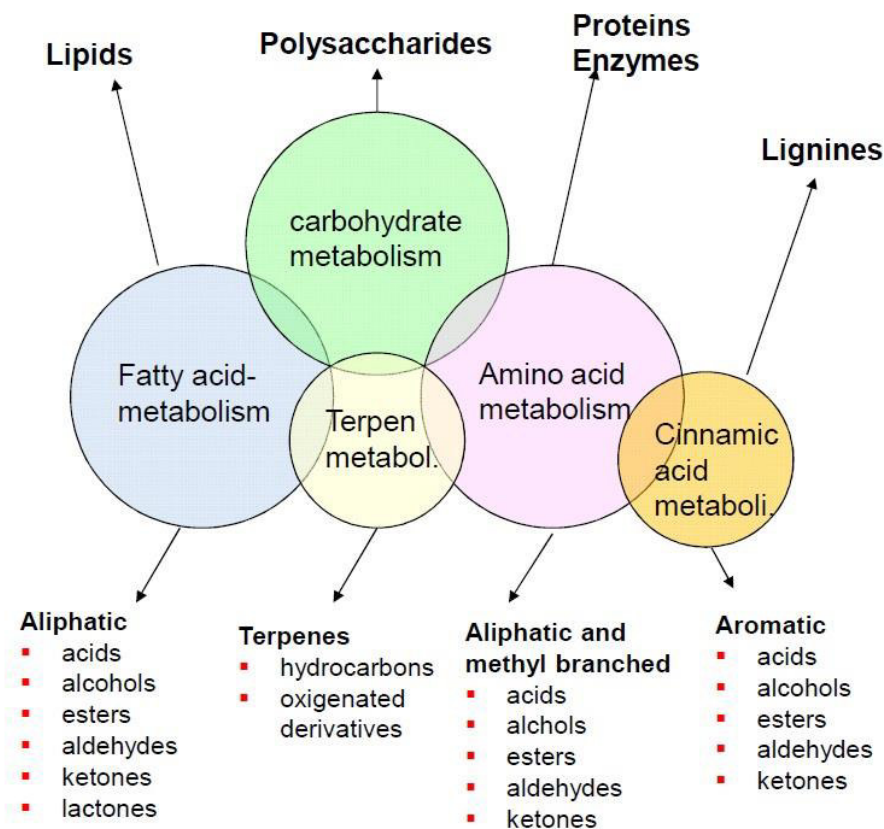 Lipids
Polysaccharides
Proteins
Enzymes
Lignines
carbohydrate
metabolism
Fatty acid-
metabolism
Terpen
metabol.
Amino acid
metabolism
Cinnamic
acid
metaboli.
Aliphatic
acids
alcohols
esters
aldehydes
ketones
lactones
Terpenes
hydrocarbons
oxigenated
derivatives
Aliphatic and
methyl branched
acids
alchols
esters
aldehydes
ketones
Aromatic
acids
alcohols
esters
aldehydes
ketones